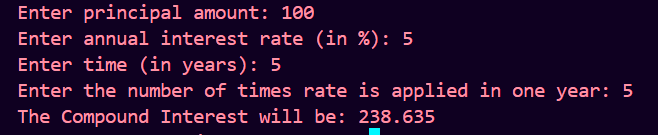 Enter principal amount: 100
Enter annual interest rate (in %): 5
Enter time (in years): 5
Enter the number of times rate is applied in one year: 5
The Compound Interest will be: 238.635